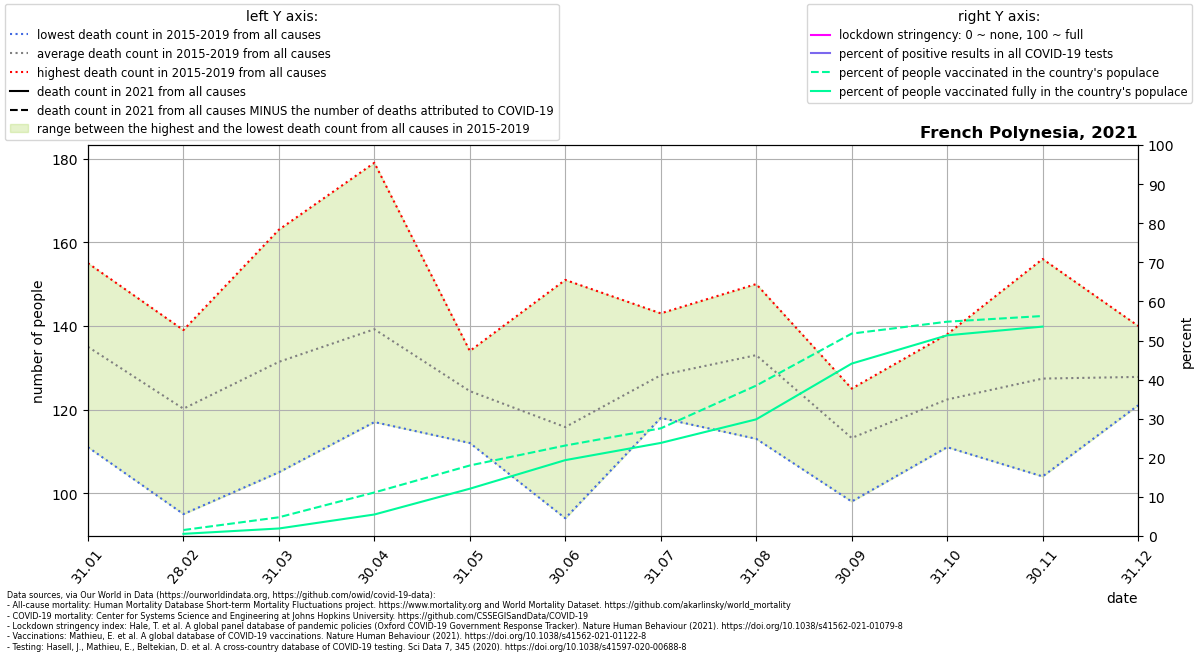 left Y axis:
lowest death count in 2015-2019 from all causes
average death count in 2015-2019 from all causes
highest death count in 2015-2019 from all causes
death count in 2021 from all causes
death count in 2021 from all causes MINUS the number of deaths attributed to COVID-19
range between the highest and the lowest death count from all causes in 2015-2019
right Y axis:
lockdown stringency: 0 ~ none, 100 ~ full
percent of positive results in all COVID-19 tests
percent of people vaccinated in the country's populace
percent of people vaccinated fully in the country's populace
French Polynesia, 2021
number of people
180
160
140
120
100
100
90
80
70
60
50
40
30
20
10
0
percent
31.01
28.02
31.03
30.04
31.05
30.06
31.07
31.08
30.09
31.10
30.11
31.12
date
Data sources, via Our World in Data (https://ourworldindata.org, https://github.com/owid/covid-19-data):
- All-cause mortality: Human Mortality Database Short-term Mortality Fluctuations project. https://www.mortality.org and World Mortality Dataset. https://github.com/akarlinsky/world_mortality
- COVID-19 mortality: Center for Systems Science and Engineering at Johns Hopkins University. https://github.com/CSSEGISandData/COVID-19
- Lockdown stringency index: Hale, T. et al. A global panel database of pandemic policies (Oxford COVID-19 Government Response Tracker). Nature Human Behaviour (2021). https://doi.org/10.1038/s41562-021-01079-8
- Vaccinations: Mathieu, E. et al. A global database of COVID-19 vaccinations. Nature Human Behaviour (2021). https://doi.org/10.1038/s41562-021-01122-8
- Testing: Hasell, J., Mathieu, E., Beltekian, D. et al. A cross-country database of COVID-19 testing. Sci Data 7, 345 (2020). https://doi.org/10.1038/s41597-020-00688-8